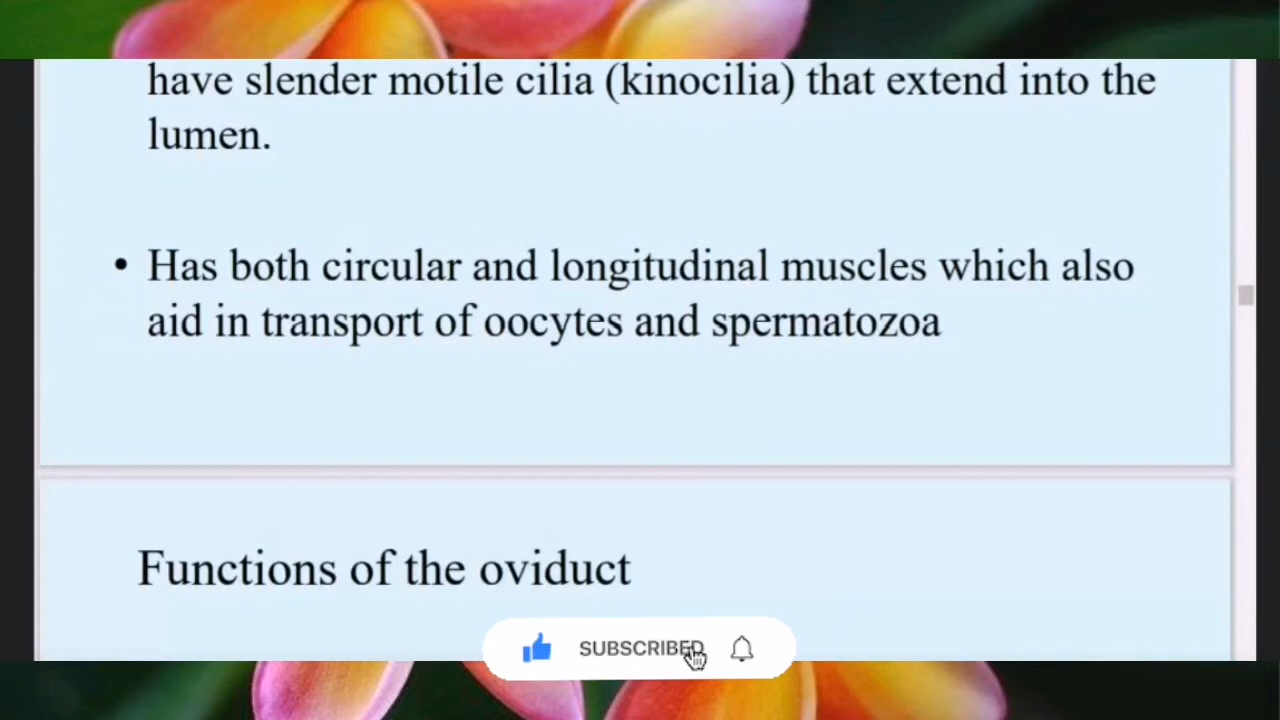 have slender motile cilia (kinocilia) that extend into the
lumen.
• Has both circular and longitudinal muscles which also
aid in transport of oocytes and spermatozoa
Functions of the oviduct
SUBSCRIBED